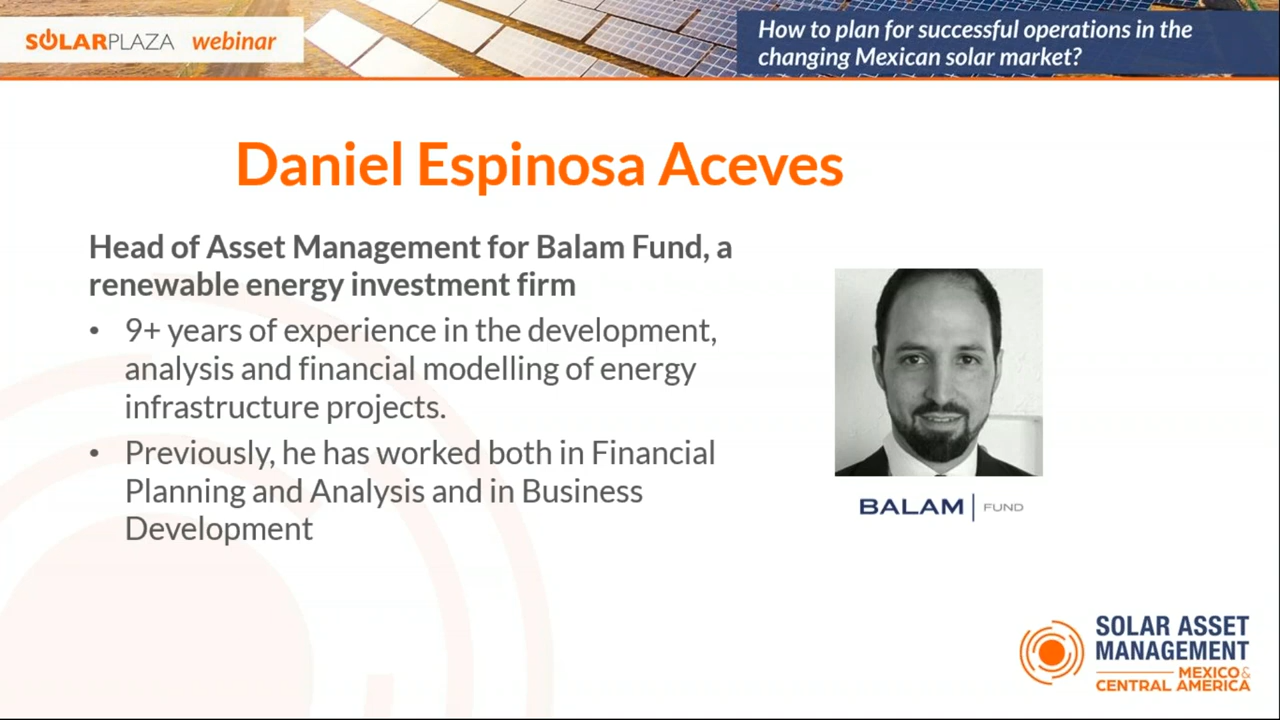 SOLARPLAZA webinar
How to plan for successful operations in the
changing Mexican solar market?
Daniel Espinosa Aceves
Head of Asset Management for Balam Fund, a
renewable energy investment firm
• 9+ years of experience in the development,
analysis and financial modelling of energy
infrastructure projects.
• Previously, he has worked both in Financial
Planning and Analysis and in Business
Development
BALAM | FUND
SOLAR ASSET
MANAGEMENT
MEXICO &
CENTRAL AMERICA